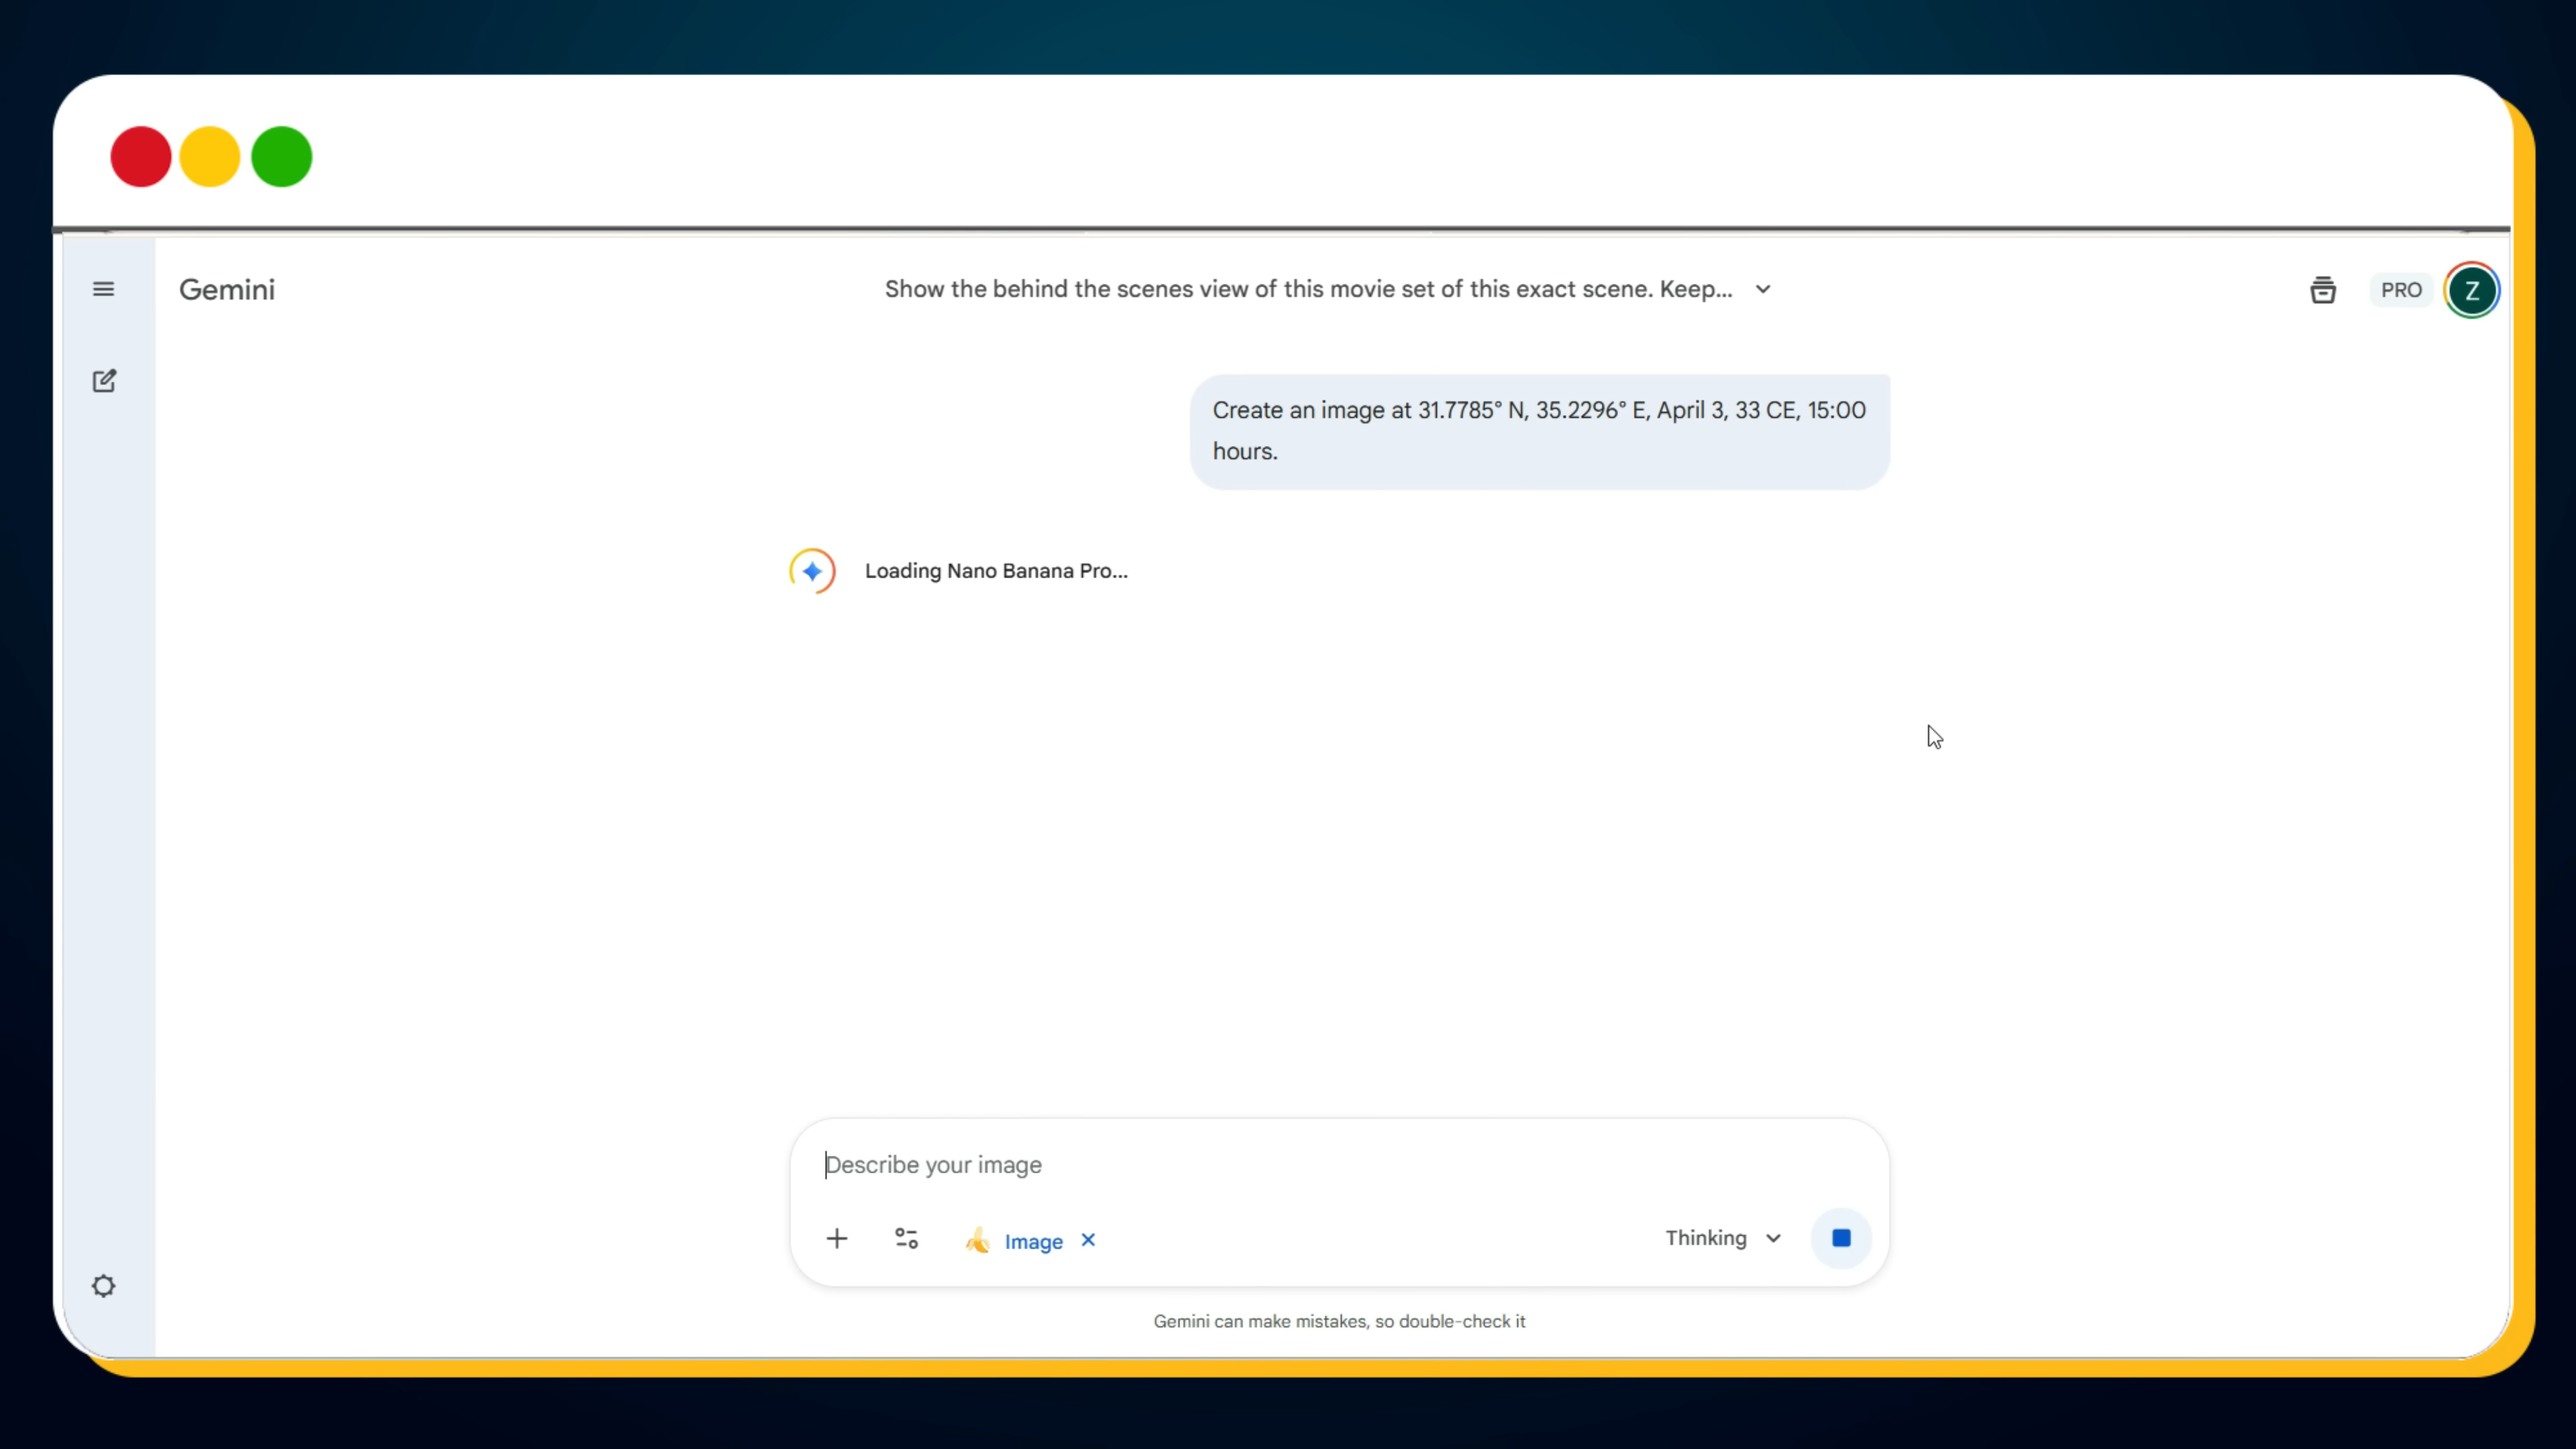 Gemini
Show the behind the scenes view of this movie set of this exact scene. Keep...
PRO
Z
Create an image at 31.7785° N, 35.2296° E, April 3, 33 CE, 15:00
hours.
Loading Nano Banana Pro...
Describe your image
Image
Thinking
Gemini can make mistakes, so double-check it